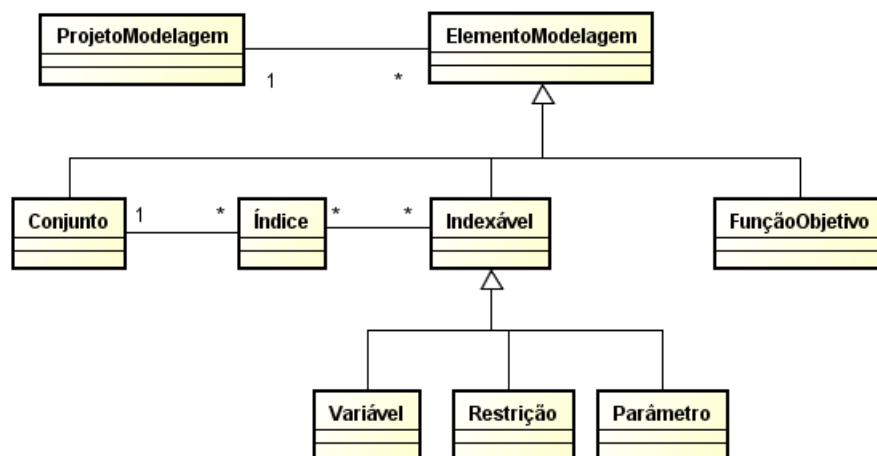 ProjetoModelagem
ElementoModelagem
1
*
Conjunto
1
*
Índice
*
*
Indexável
FunçãoObjetivo
Variável
Restrição
Parâmetro